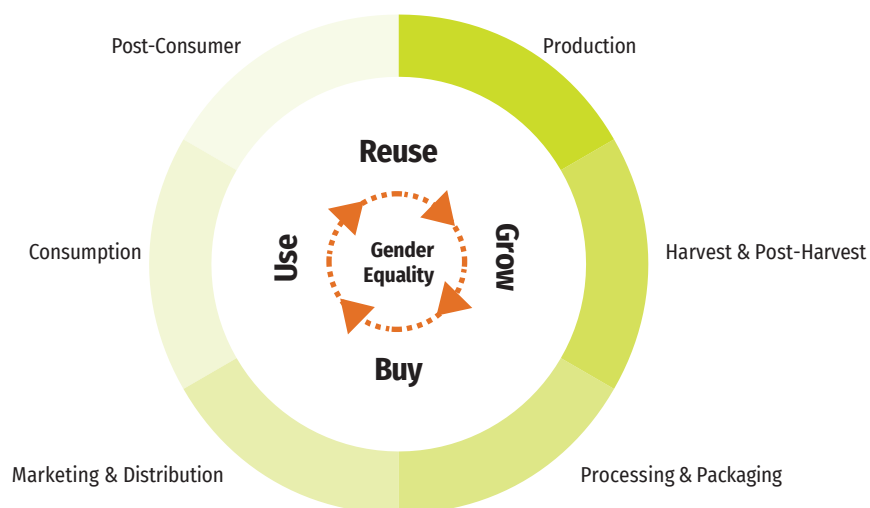 Post-Consumer
Production
Reuse
Consumption
Use
Gender
Equality
Grow
Harvest & Post-Harvest
Buy
Marketing & Distribution
Processing & Packaging